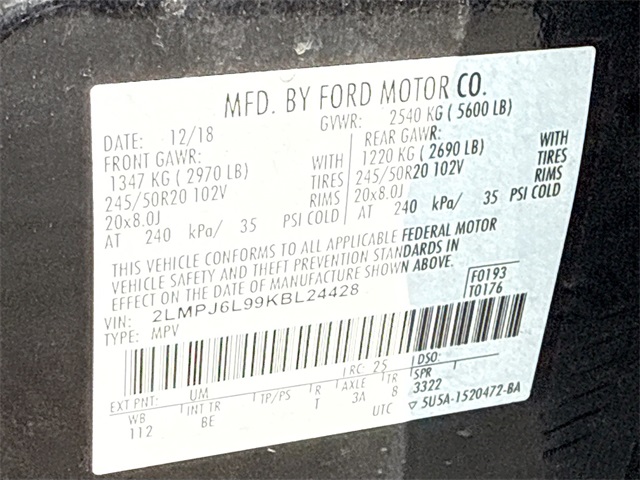 MFD. BY FORD MOTOR CO.
DATE: 12/18 GVWR: 2540 KG ( 5600 LB)
FRONT GAWR: REAR GAWR:
1347 KG ( 2970 LB) WITH 1220 KG ( 2690 LB) WITH
245/50R20 102V TIRES 245/50R20 102V TIRES
20x8.0J RIMS 20x8.0J RIMS
AT 240 kPa/ 35 PSI COLD AT 240 kPa/ 35 PSI COLD
THIS VEHICLE CONFORMS TO ALL APPLICABLE FEDERAL MOTOR
VEHICLE SAFETY AND THEFT PREVENTION STANDARDS IN
EFFECT ON THE DATE OF MANUFACTURE SHOWN ABOVE.
VIN: 2LMPJ6L99KBL24428 F0193
TYPE: MPV T0176
EXT PNT: UM RC: 25 DSO:
WB INT TR TP/PS R AXLE TR SPR
112 BE T 3A B 3322
UTC ▽ 5U5A-1520472-BA